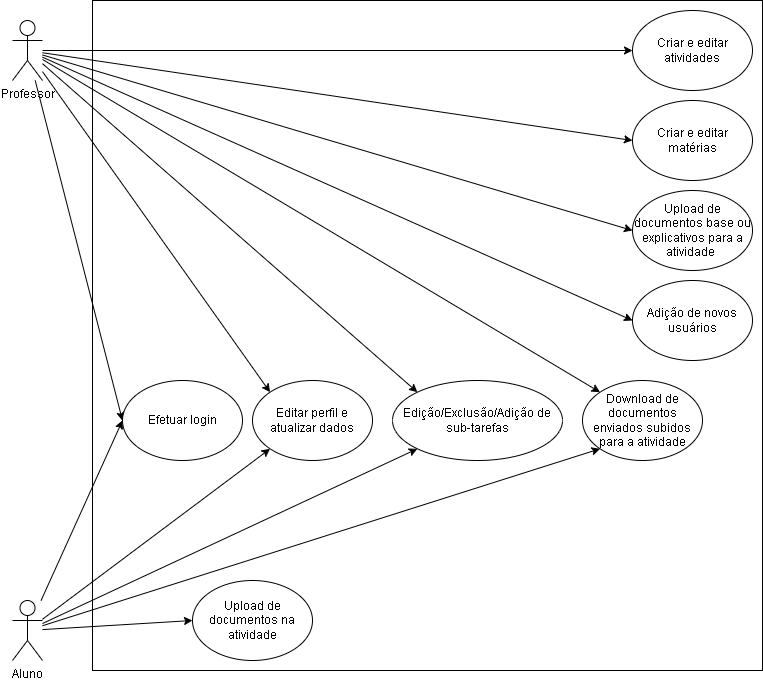 Criar e editar
atividades
Professor
Criar e editar
matérias
Upload de
documentos base ou
explicativos para a
atividade
Adição de novos
usuários
Efetuar login
Editar perfil e
atualizar dados
Edição/Exclusão/Adição de
sub-tarefas
Download de
documentos
enviados subidos
para a atividade
Upload de
documentos na
atividade
Aluno